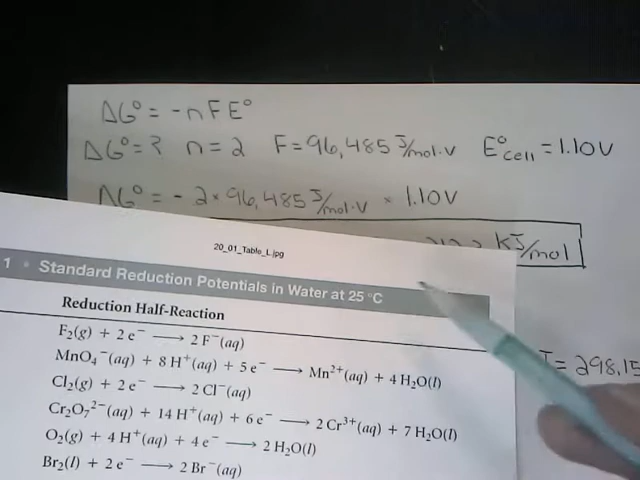 ΔG° = -nFE°
ΔG° = ? n = 2 F = 96,485 J/mol·V E°cell = 1.10V
ΔG° = -2 × 96,485 J/mol·V × 1.10V
kJ/mol
T = 298.15
20_01_Table_L.jpg
1 • Standard Reduction Potentials in Water at 25 °C
Reduction Half-Reaction
F₂(g) + 2 e⁻ ⟶ 2 F⁻(aq)
MnO₄⁻(aq) + 8 H⁺(aq) + 5 e⁻ ⟶ Mn²⁺(aq) + 4 H₂O(l)
Cl₂(g) + 2 e⁻ ⟶ 2 Cl⁻(aq)
Cr₂O₇²⁻(aq) + 14 H⁺(aq) + 6 e⁻ ⟶ 2 Cr³⁺(aq) + 7 H₂O(l)
O₂(g) + 4 H⁺(aq) + 4 e⁻ ⟶ 2 H₂O(l)
Br₂(l) + 2 e⁻ ⟶ 2 Br⁻(aq)